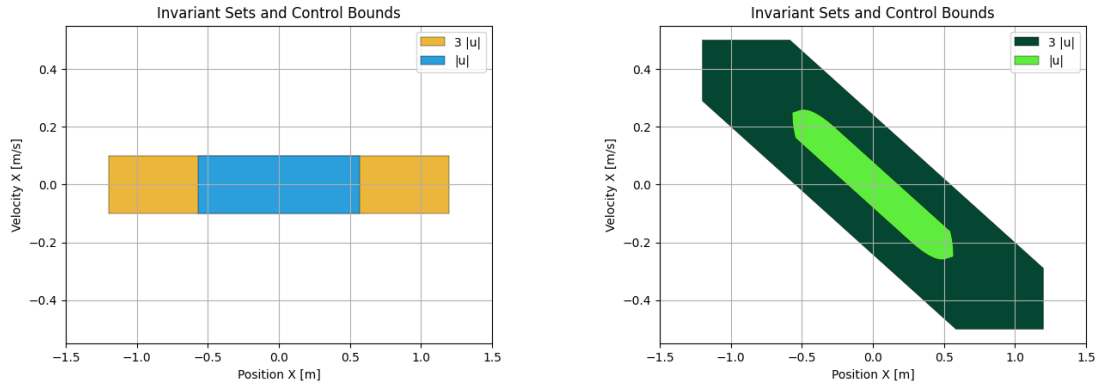 Invariant Sets and Control Bounds
3 |u|
|u|
0.4
0.2
0.0
−0.2
−0.4
Velocity X [m/s]
−1.5 −1.0 −0.5 0.0 0.5 1.0 1.5
Position X [m]
Invariant Sets and Control Bounds
3 |u|
|u|
0.4
0.2
0.0
−0.2
−0.4
Velocity X [m/s]
−1.5 −1.0 −0.5 0.0 0.5 1.0 1.5
Position X [m]